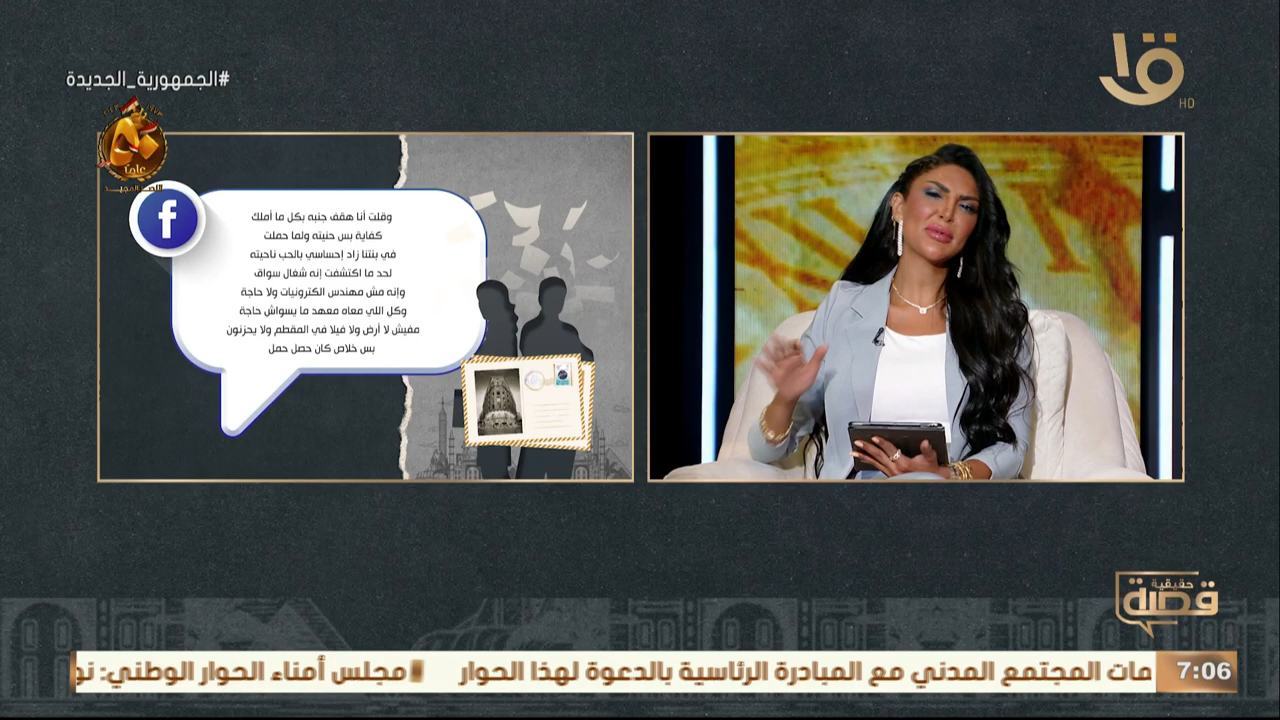 #الجمهورية_الجديدة
HD
عاماً
f
وقلت أنا هقف جنبه بكل ما أملك
كفاية بس حنيته ولما حملت
في بنتنا زاد إحساسي بالحب ناحيته
لحد ما اكتشفت إنه شغال سواق
وإنه مش مهندس الكترونيات ولا حاجة
وكل اللي معاه معهد ما يسواش حاجة
مفيش لا أرض ولا فيلا في المقطم ولا يحزنون
بس خلاص كان حصل حمل
قصة
حقيقية
7:06
مات المجتمع المدني مع المبادرة الرئاسية بالدعوة لهذا الحوار
مجلس أمناء الحوار الوطني: نو